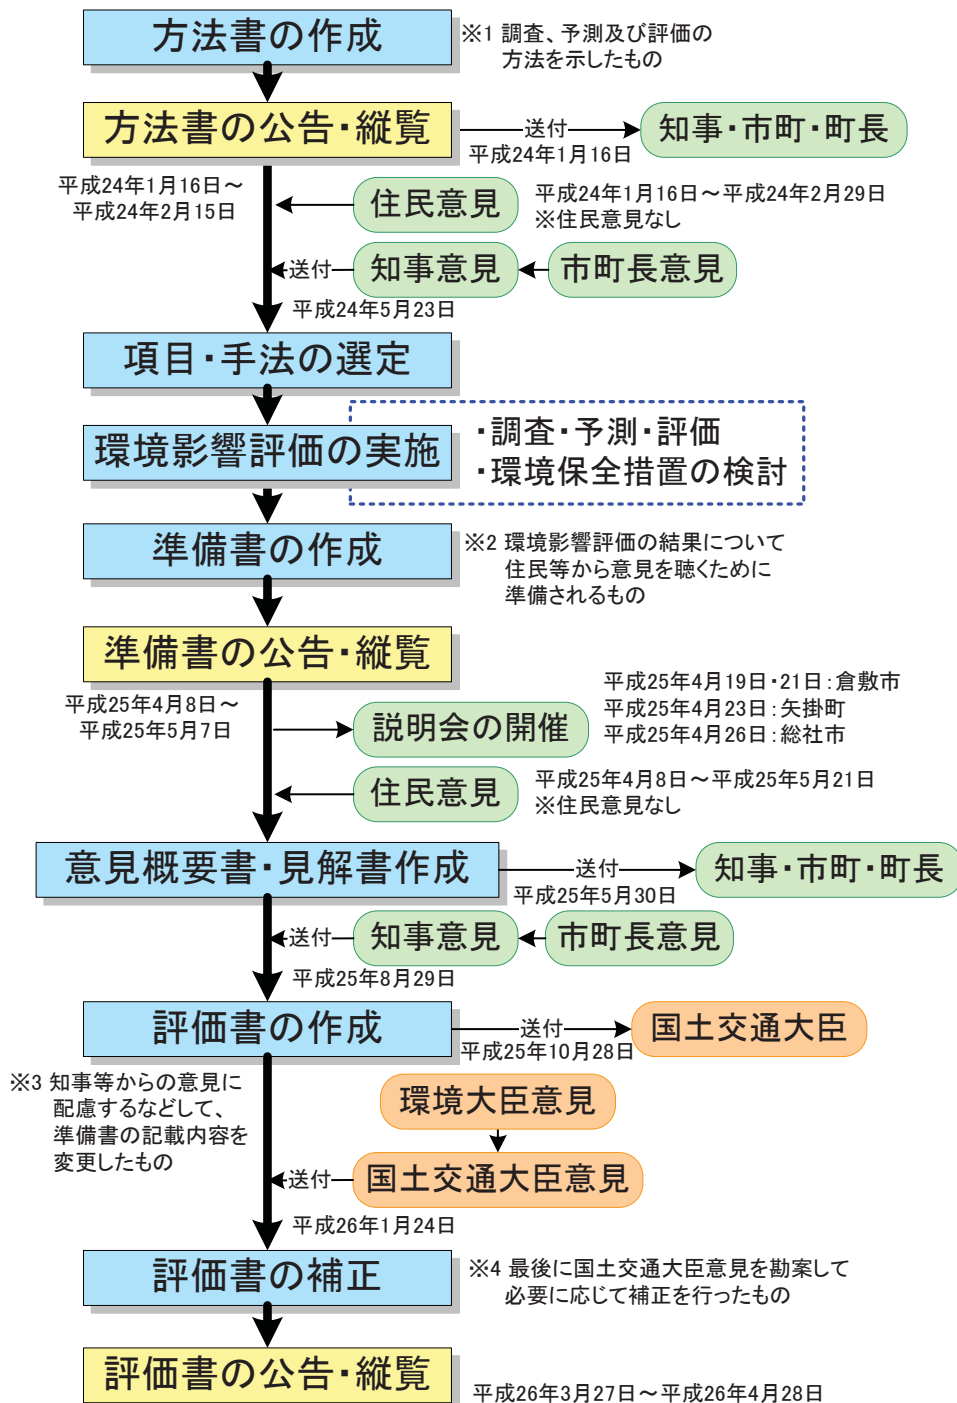 方法書の作成
※1 調査、予測及び評価の
方法を示したもの
方法書の公告・縦覧
送付
平成24年1月16日
知事・市町・町長
平成24年1月16日～
平成24年2月15日
住民意見
平成24年1月16日～平成24年2月29日
※住民意見なし
送付
知事意見
市町長意見
平成24年5月23日
項目・手法の選定
環境影響評価の実施
・調査・予測・評価
・環境保全措置の検討
準備書の作成
※2 環境影響評価の結果について
住民等から意見を聴くために
準備されるもの
準備書の公告・縦覧
平成25年4月8日～
平成25年5月7日
説明会の開催
平成25年4月19日・21日：倉敷市
平成25年4月23日：矢掛町
平成25年4月26日：総社市
住民意見
平成25年4月8日～平成25年5月21日
※住民意見なし
意見概要書・見解書作成
送付
平成25年5月30日
知事・市町・町長
送付
知事意見
市町長意見
平成25年8月29日
評価書の作成
送付
平成25年10月28日
国土交通大臣
※3 知事等からの意見に
配慮するなどして、
準備書の記載内容を
変更したもの
環境大臣意見
送付
国土交通大臣意見
平成26年1月24日
評価書の補正
※4 最後に国土交通大臣意見を勘案して
必要に応じて補正を行ったもの
評価書の公告・縦覧
平成26年3月27日～平成26年4月28日